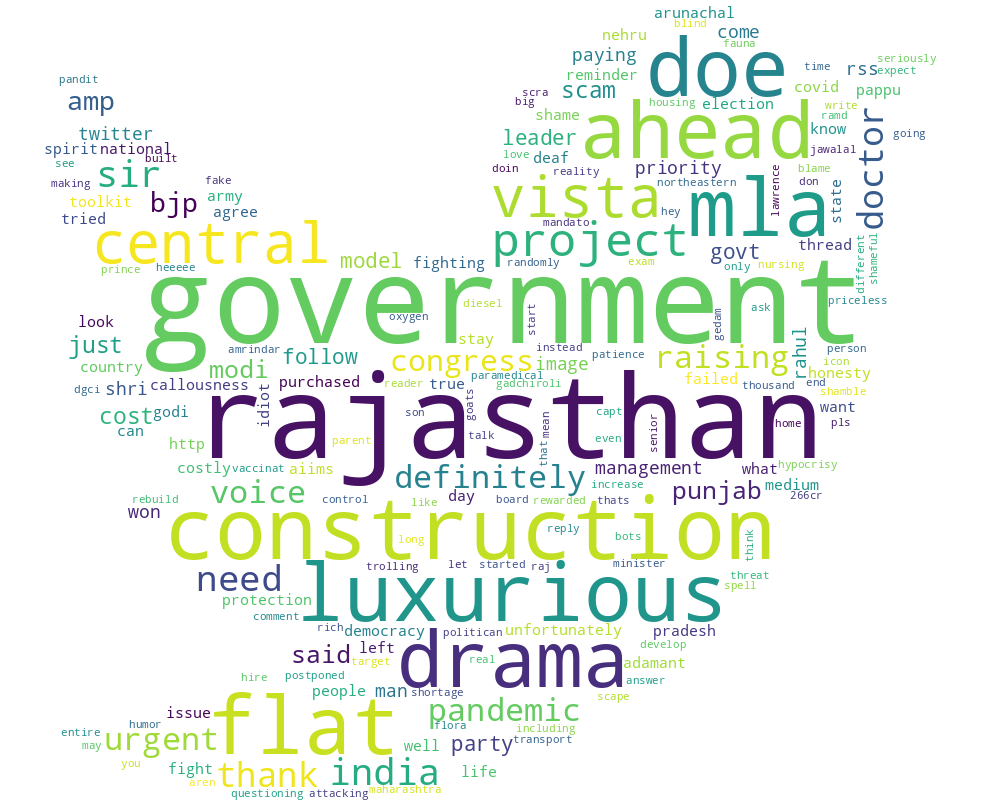 arunachal
blind
nehru
come
fauna
doe
paying
time
rss
seriously
expect
pandit
amp
reminder
scam
covid
pappu
scra
big
housing
election
write
shame
ahead
ramd
know
doctor
going
twitter
leader
spirit
national
built
see
love
deaf
doin
reality
priority
jawalal
blame
sir
making
fake
toolkit
bjp
army
agree
tried
vista
northeastern
mla
lawrence
don
state
hey
mandato
central
project
govt
thread
different
shameful
prince
heeeee
model
fighting
randomly
exam
only
nursing
government
diesel
priceless
oxygen
start
gedam
ask
look
just
amrindar
follow
stay
instead
patience
rahul
person
country
modi
congress
image
raising
icon
honesty
dgci
shri
callousness
idiot
purchased
reader
true
paramedical
gadchiroli
failed
thousand
end
shamble
cost
godi
can
rajasthan
son
goats
capt
want
http
parent
talk
that
mean
even
senior
home
pls
costly
vaccinat
aiims
definitely
management
what
hypocrisy
increase
medium
rebuild
voice
control
like
day
board
rewarded
thats
punjab
266cr
won
construction
long
reply
bots
think
trolling
let
started
raj
minister
threat
need
luxurious
spell
protection
comment
rich
democracy
politican
unfortunately
pradesh
said
left
drama
develop
target
real
adamant
hire
postponed
answer
people
man
shortage
scape
issue
flat
pandemic
humor
flora
including
entire
may
urgent
well
party
transport
you
fight
thank
india
life
aren
questioning
attacking
maharashtra